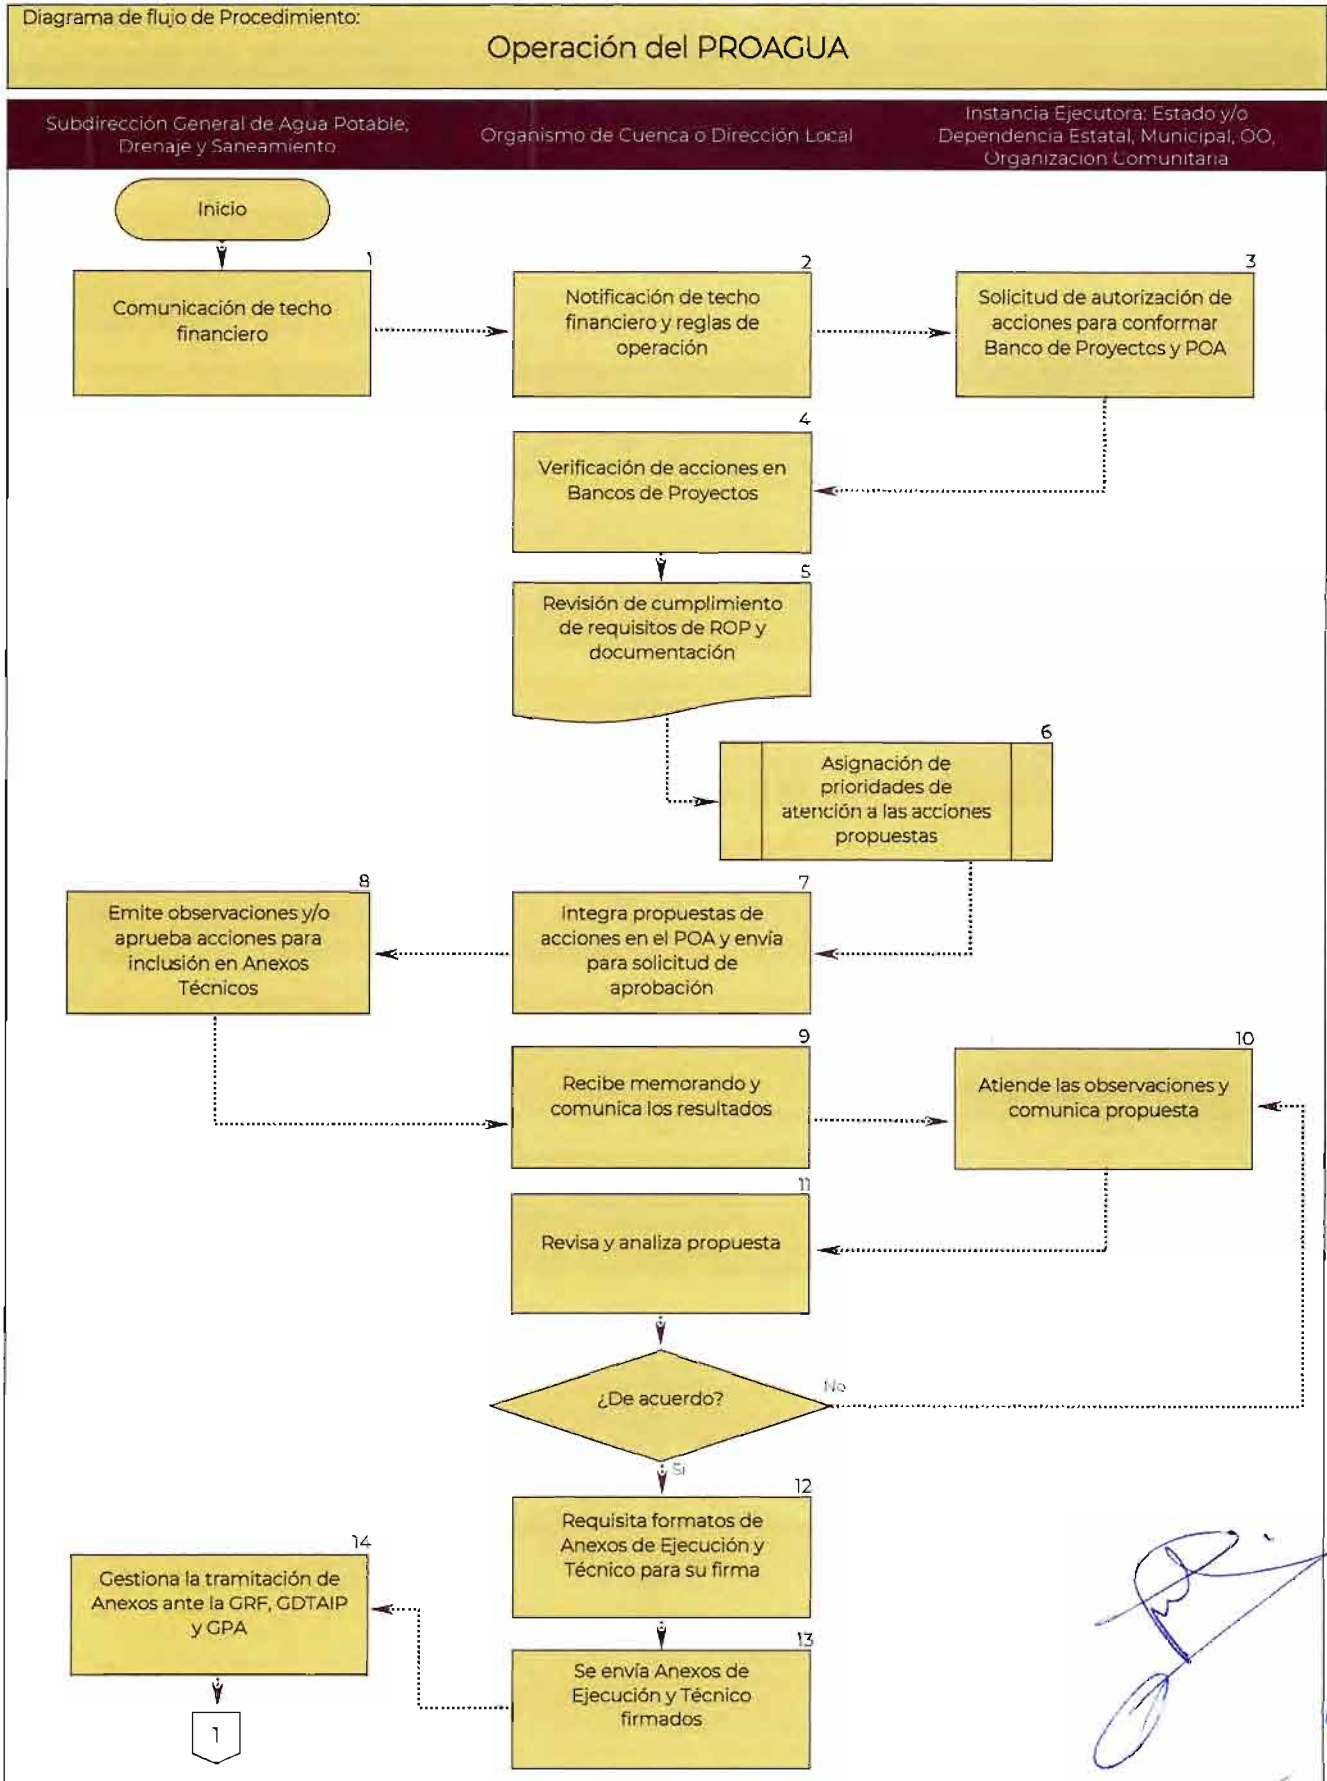 Diagrama de flujo de Procedimiento:
Operación del PROAGUA
Subdirección General de Agua Potable,
Drenaje y Saneamiento
Organismo de Cuenca o Dirección Local
Instancia Ejecutora: Estado y/o
Dependencia Estatal, Municipal, OO,
Organización Comunitaria
Inicio
1
Comunicación de techo
financiero
2
Notificación de techo
financiero y reglas de
operación
3
Solicitud de autorización de
acciones para conformar
Banco de Proyectos y POA
4
Verificación de acciones en
Bancos de Proyectos
5
Revisión de cumplimiento
de requisitos de ROP y
documentación
6
Asignación de
prioridades de
atención a las acciones
propuestas
7
Integra propuestas de
acciones en el POA y envía
para solicitud de
aprobación
8
Emite observaciones y/o
aprueba acciones para
inclusión en Anexos
Técnicos
9
Recibe memorando y
comunica los resultados
10
Atiende las observaciones y
comunica propuesta
11
Revisa y analiza propuesta
¿De acuerdo?
No
Si
12
Requisita formatos de
Anexos de Ejecución y
Técnico para su firma
13
Se envía Anexos de
Ejecución y Técnico
firmados
14
Gestiona la tramitación de
Anexos ante la GRF, GDTAIP
y GPA
1